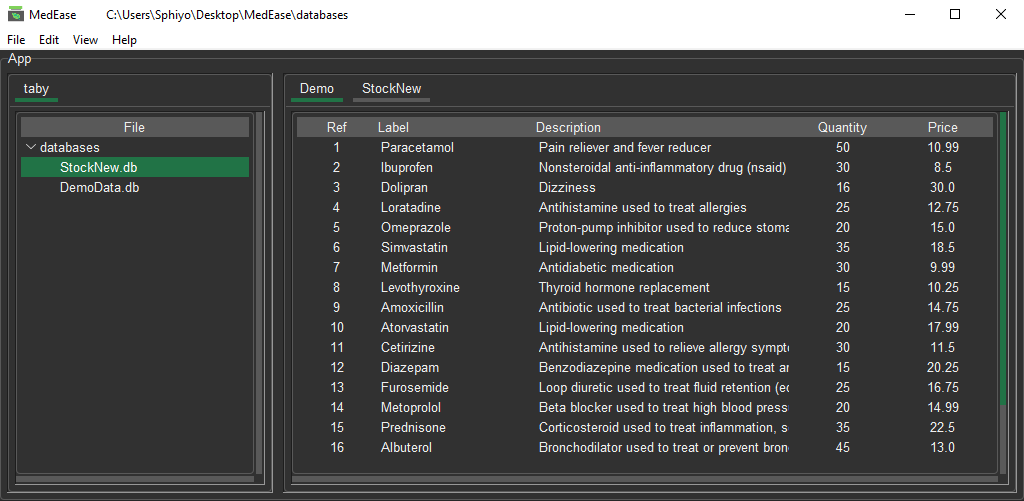 MedEase C:\Users\Sphiyo\Desktop\MedEase\databases
File Edit View Help
App
taby
File
databases
StockNew.db
DemoData.db
Demo StockNew
Ref Label Description Quantity Price
1 Paracetamol Pain reliever and fever reducer 50 10.99
2 Ibuprofen Nonsteroidal anti-inflammatory drug (nsaid) 30 8.5
3 Dolipran Dizziness 16 30.0
4 Loratadine Antihistamine used to treat allergies 25 12.75
5 Omeprazole Proton-pump inhibitor used to reduce stoma 20 15.0
6 Simvastatin Lipid-lowering medication 35 18.5
7 Metformin Antidiabetic medication 30 9.99
8 Levothyroxine Thyroid hormone replacement 15 10.25
9 Amoxicillin Antibiotic used to treat bacterial infections 25 14.75
10 Atorvastatin Lipid-lowering medication 20 17.99
11 Cetirizine Antihistamine used to relieve allergy sympto 30 11.5
12 Diazepam Benzodiazepine medication used to treat an 15 20.25
13 Furosemide Loop diuretic used to treat fluid retention (ed 25 16.75
14 Metoprolol Beta blocker used to treat high blood press 20 14.99
15 Prednisone Corticosteroid used to treat inflammation, s 35 22.5
16 Albuterol Bronchodilator used to treat or prevent bron 45 13.0